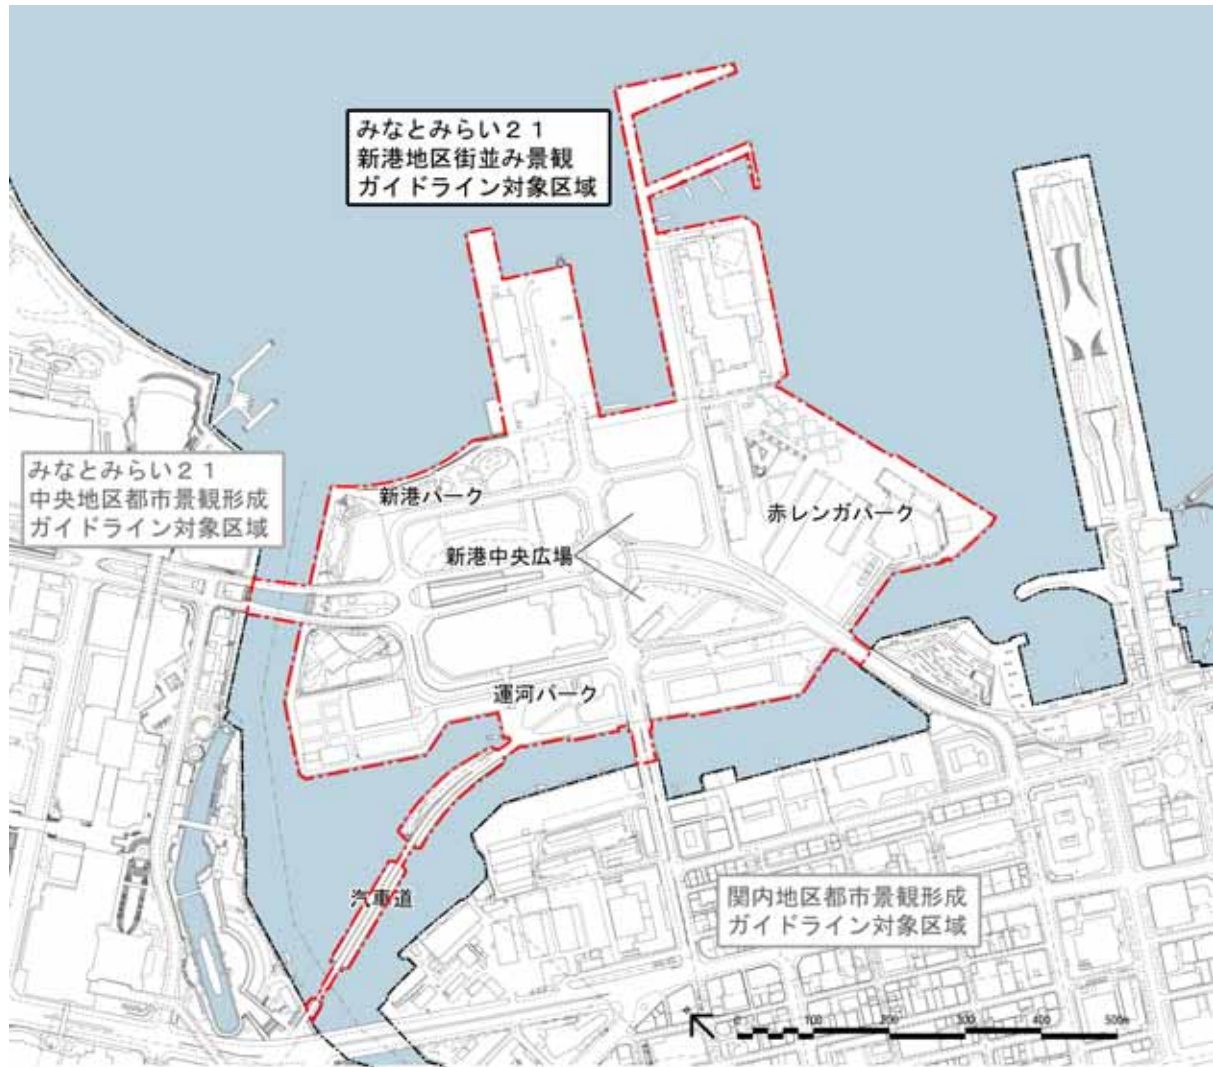 みなとみらい２１
新港地区街並み景観
ガイドライン対象区域
みなとみらい２１
中央地区都市景観形成
ガイドライン対象区域
新港パーク
赤レンガパーク
新港中央広場
運河パーク
汽車道
関内地区都市景観形成
ガイドライン対象区域
0 100 200 300 400 500m